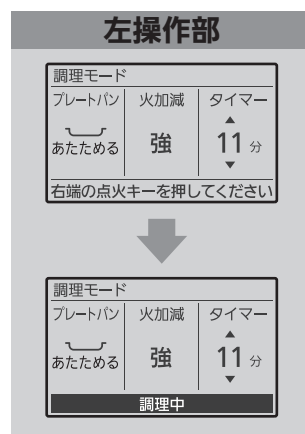 左操作部
調理モード
プレートパン 火加減 タイマー
▲
あたためる 強 11 分
▼
右端の点火キーを押してください
調理モード
プレートパン 火加減 タイマー
▲
あたためる 強 11 分
▼
調理中